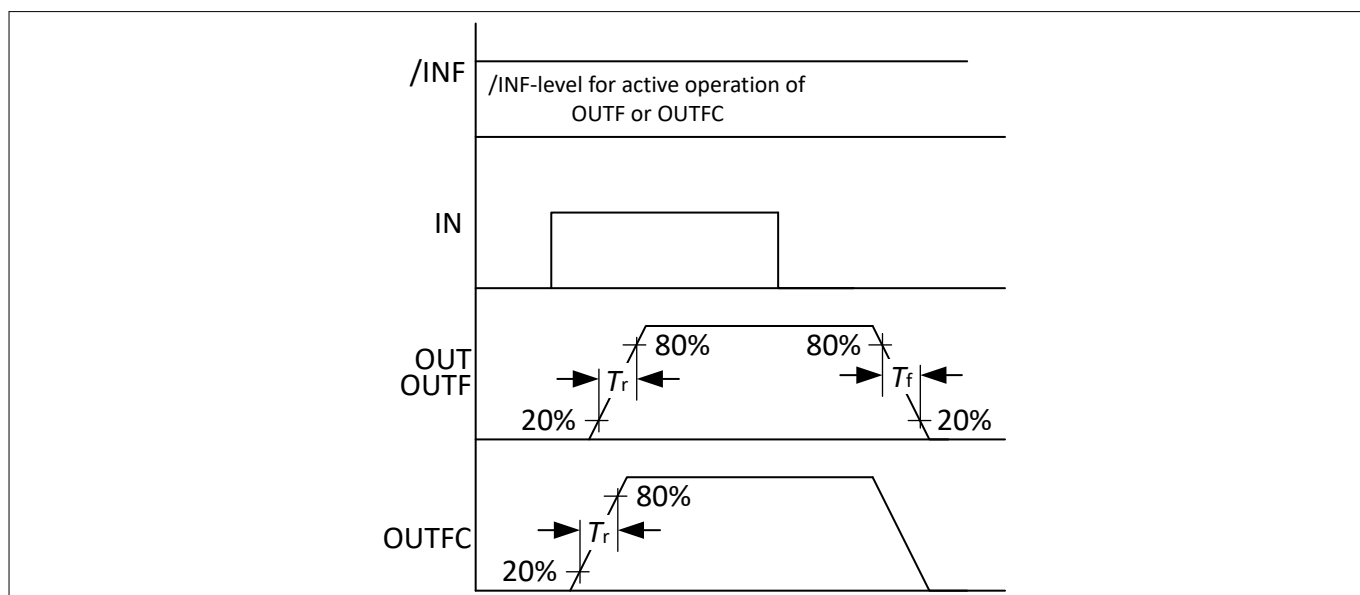 /INF
/INF-level for active operation of
OUTF or OUTFC
IN
OUT
OUTF
80%
80%
Tr
Tf
20%
20%
OUTFC
80%
Tr
20%